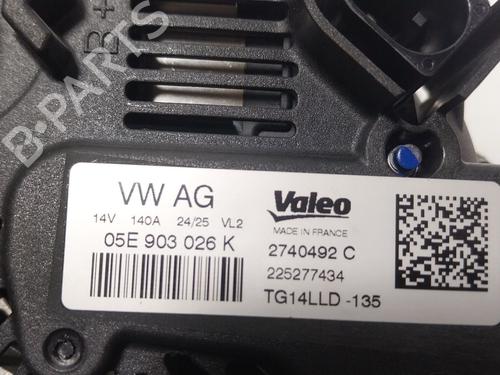 B+
B-PARTS
VW AG
14V 140A 24/25 VL2
05E 903 026 K
Valeo
MADE IN FRANCE
2740492 C
225277434
TG14LLD -135